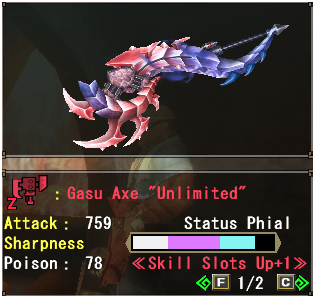 Z : Gasu Axe "Unlimited"
Attack : 759 Status Phial
Sharpness
Poison : 78 ≪Skill Slots Up+1≫
F 1/2 C